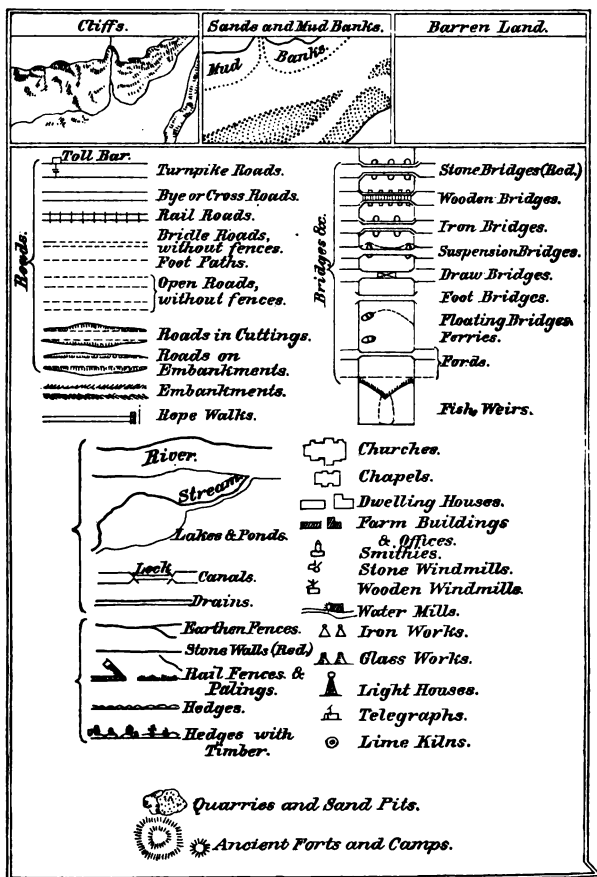 Cliffs.
Sands and Mud Banks.
Barren Land.
Mud
Banks.
Roads.
Toll Bar.
Turnpike Roads.
Bye or Cross Roads.
Rail Roads.
Bridle Roads,
without fences.
Foot Paths.
Open Roads,
without fences.
Roads in Cuttings.
Roads on
Embankments.
Embankments.
Rope Walks.
Bridges &c.
Stone Bridges (Red.)
Wooden Bridges.
Iron Bridges.
Suspension Bridges.
Draw Bridges.
Foot Bridges.
Floating Bridges.
Ferries.
Fords.
Fish, Weirs.
River.
Stream
Lakes & Ponds.
Lock
Canals.
Drains.
Earthen Fences.
Stone Walls (Red.)
Rail Fences &
Palings.
Hedges.
Hedges with
Timber.
Churches.
Chapels.
Dwelling Houses.
Farm Buildings
& Offices.
Smithies.
Stone Windmills.
Wooden Windmills.
Water Mills.
Iron Works.
Glass Works.
Light Houses.
Telegraphs.
Lime Kilns.
Quarries and Sand Pits.
Ancient Forts and Camps.